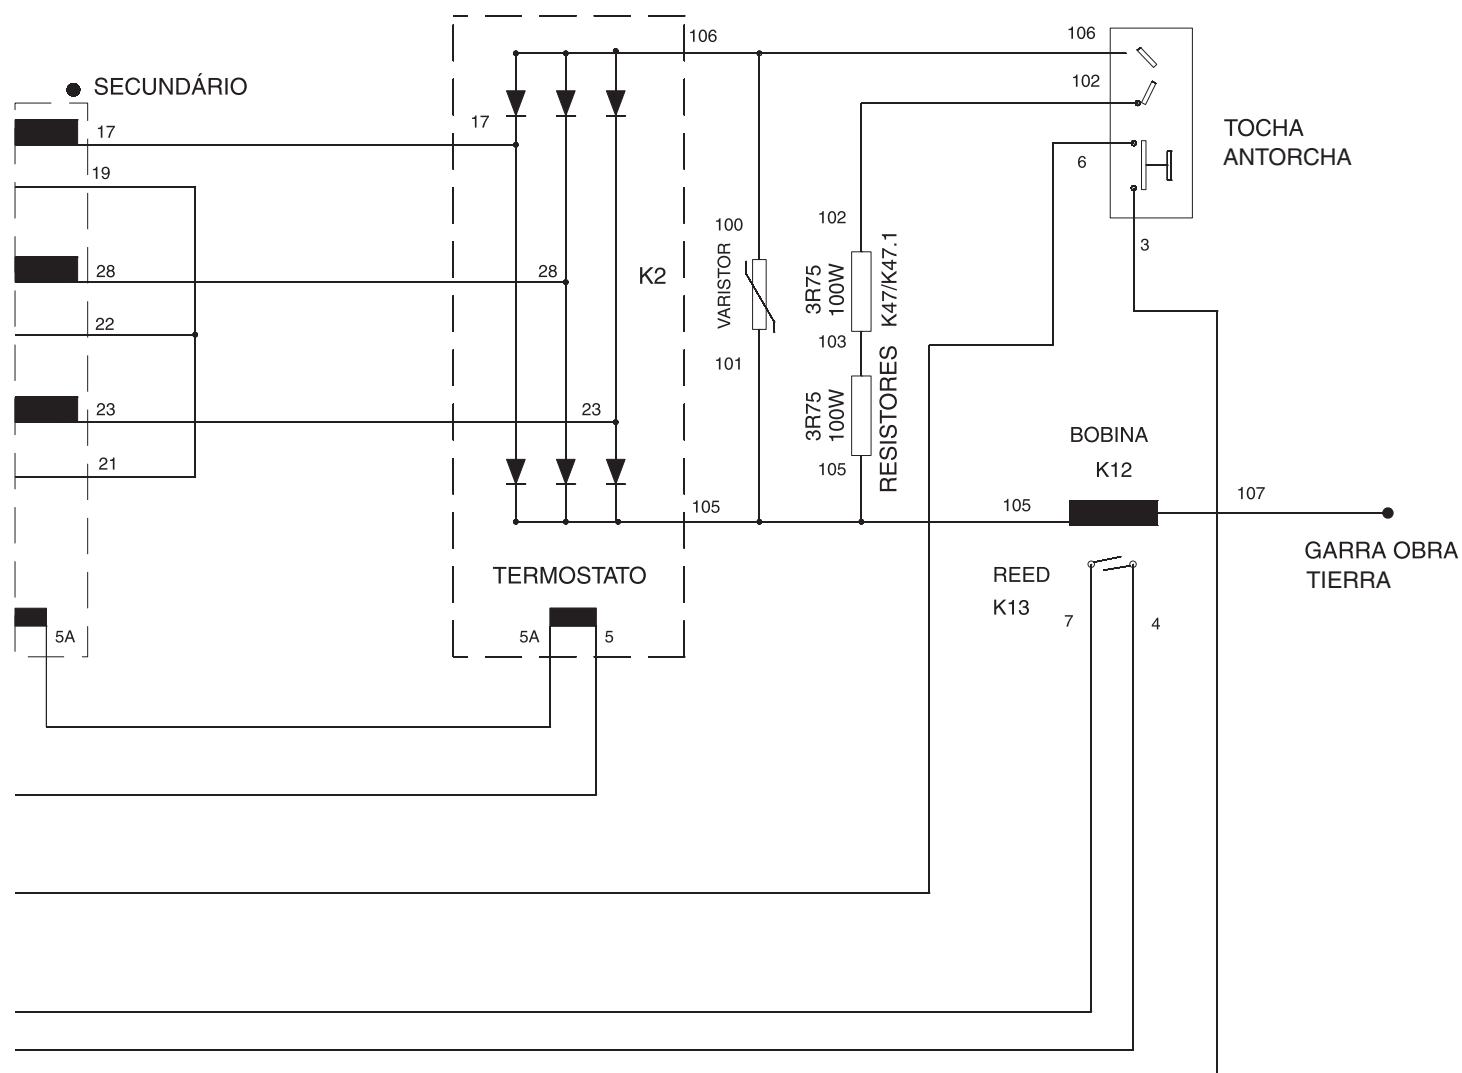 106
106
SECUNDÁRIO
102
17
17
TOCHA
ANTORCHA
6
19
102
100
3
28
28
K2
VARISTOR
3R75
100W
K47/K47.1
22
103
101
RESISTORES
3R75
100W
23
23
BOBINA
K12
21
105
105
105
107
GARRA OBRA
TIERRA
TERMOSTATO
REED
K13
5A
5A
5
7
4